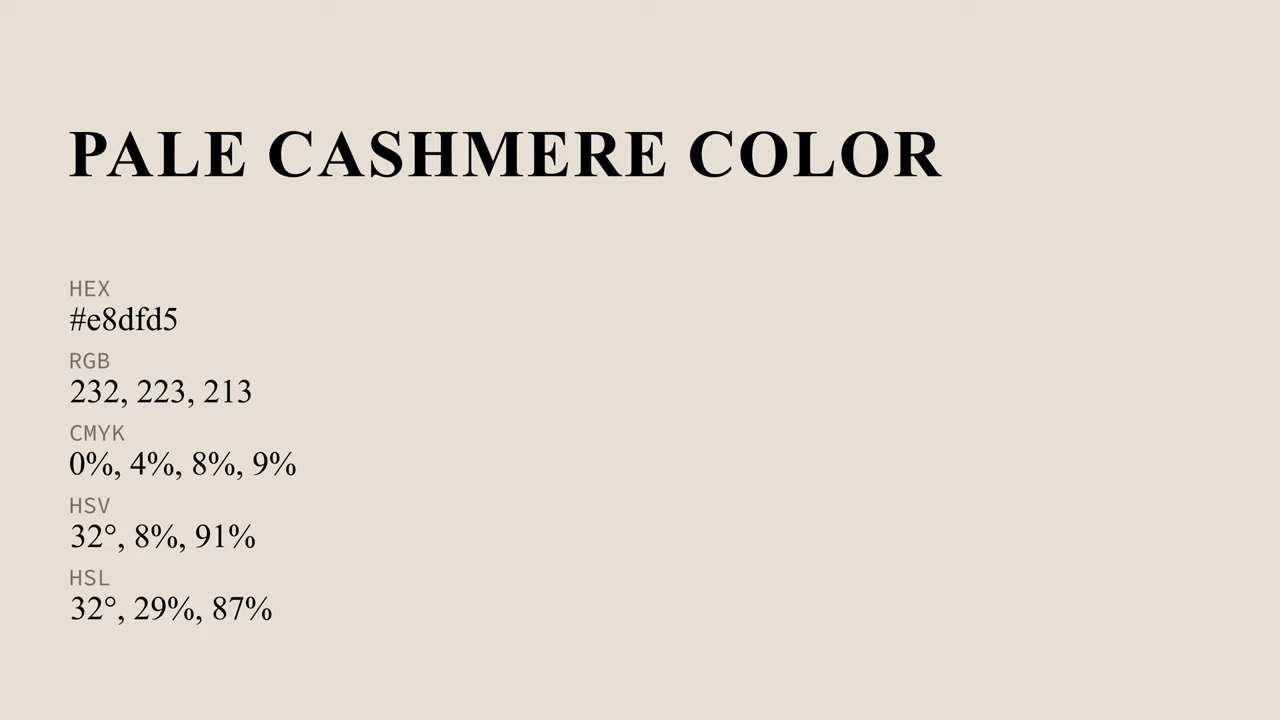 PALE CASHMERE COLOR
HEX
#e8dfd5
RGB
232, 223, 213
CMYK
0%, 4%, 8%, 9%
HSV
32°, 8%, 91%
HSL
32°, 29%, 87%